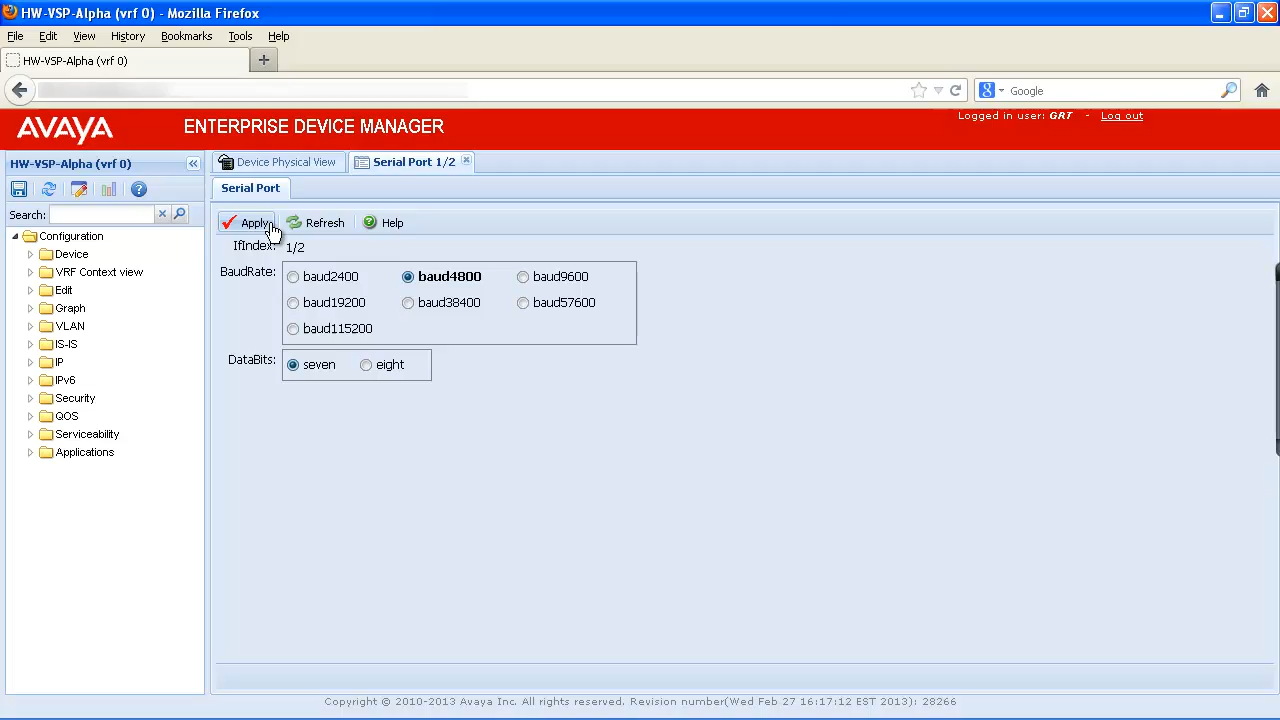 HW-VSP-Alpha (vrf 0) - Mozilla Firefox
File Edit View History Bookmarks Tools Help
HW-VSP-Alpha (vrf 0)
Google
AVAYA ENTERPRISE DEVICE MANAGER
Logged in user: GRT - Log out
HW-VSP-Alpha (vrf 0)
Device Physical View Serial Port 1/2
Serial Port
Search:
Apply Refresh Help
Configuration
Device
VRF Context view
Edit
Graph
VLAN
IS-IS
IP
IPv6
Security
QOS
Serviceability
Applications
IfIndex: 1/2
BaudRate: baud2400 baud4800 baud9600
baud19200 baud38400 baud57600
baud115200
DataBits: seven eight
Copyright © 2010-2013 Avaya Inc. All rights reserved. Revision number(Wed Feb 27 16:17:12 EST 2013): 28266